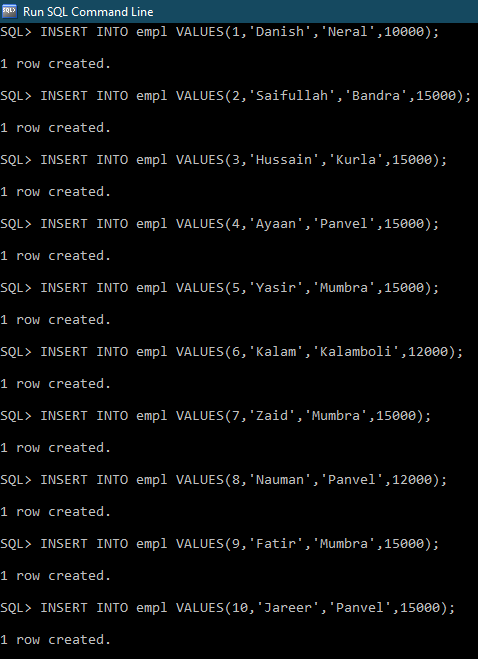 Run SQL Command Line
SQL> INSERT INTO empl VALUES(1,'Danish','Neral',10000);
1 row created.
SQL> INSERT INTO empl VALUES(2,'Saifullah','Bandra',15000);
1 row created.
SQL> INSERT INTO empl VALUES(3,'Hussain','Kurla',15000);
1 row created.
SQL> INSERT INTO empl VALUES(4,'Ayaan','Panvel',15000);
1 row created.
SQL> INSERT INTO empl VALUES(5,'Yasir','Mumbra',15000);
1 row created.
SQL> INSERT INTO empl VALUES(6,'Kalam','Kalamboli',12000);
1 row created.
SQL> INSERT INTO empl VALUES(7,'Zaid','Mumbra',15000);
1 row created.
SQL> INSERT INTO empl VALUES(8,'Nauman','Panvel',12000);
1 row created.
SQL> INSERT INTO empl VALUES(9,'Fatir','Mumbra',15000);
1 row created.
SQL> INSERT INTO empl VALUES(10,'Jareer','Panvel',15000);
1 row created.